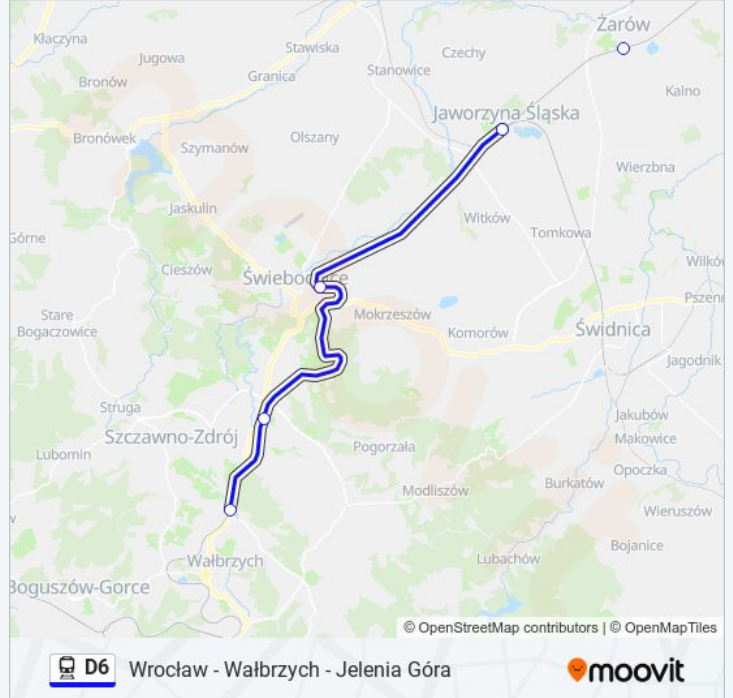 Żarów
Kłaczyna
Stawiska
Jugowa
Czechy
Stanowice
Granica
Bronów
Kalno
Jaworzyna Śląska
Bronówek
Olszany
Szymanów
Wierzbna
Jaskulin
Witków
Tomkowa
Górne
Cieszów
Świebodzice
Wilków
Pszenn
Stare
Bogaczowice
Mokrzeszów
Komorów
Świdnica
Jagodnik
Struga
Jakubów
Szczawno-Zdrój
Makowice
Lubomin
Pogorzała
Opoczka
Modliszów
Burkatów
Wieruszów
Bojanice
Wałbrzych
Lubachów
Boguszów-Gorce
© OpenStreetMap contributors | © OpenMapTiles
D6 Wrocław - Wałbrzych - Jelenia Góra
moovit